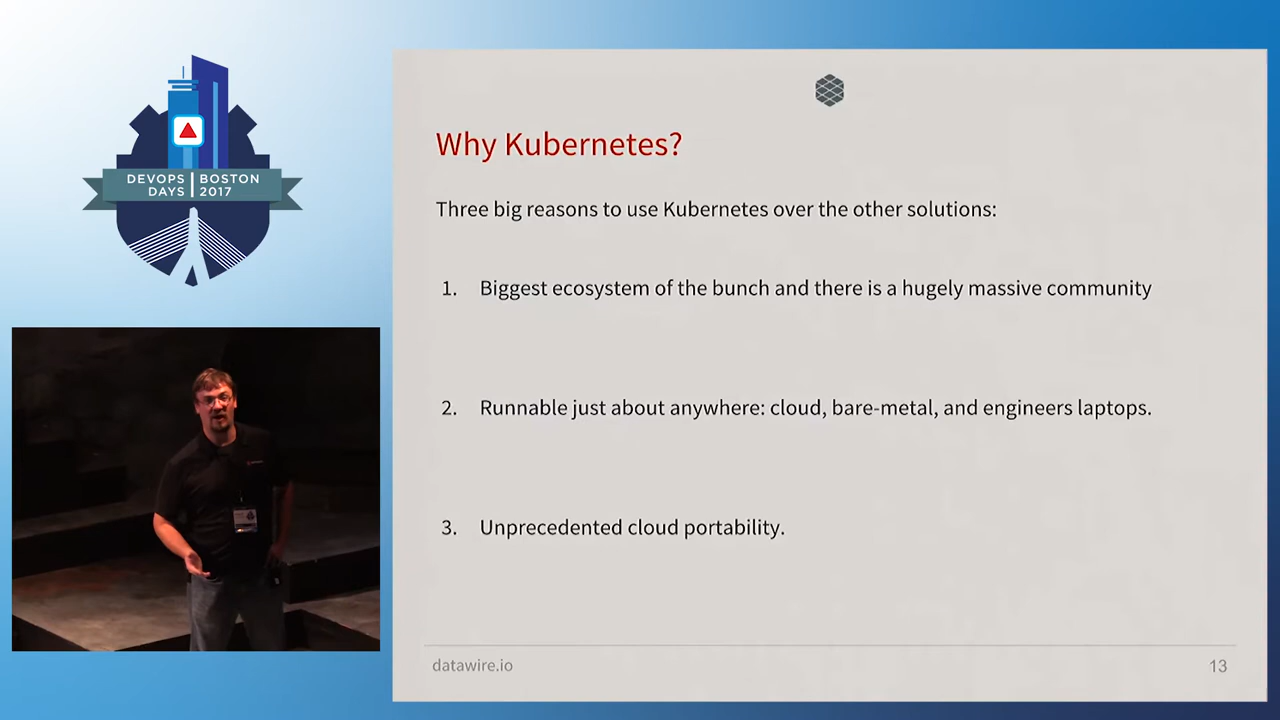 DEVOPS DAYS | BOSTON 2017
Why Kubernetes?
Three big reasons to use Kubernetes over the other solutions:
1. Biggest ecosystem of the bunch and there is a hugely massive community
2. Runnable just about anywhere: cloud, bare-metal, and engineers laptops.
3. Unprecedented cloud portability.
datawire.io
13